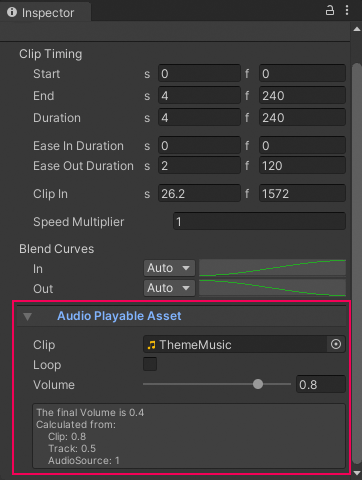 Inspector
Clip Timing
Start s 0 f 0
End s 4 f 240
Duration s 4 f 240
Ease In Duration s 0 f 0
Ease Out Duration s 2 f 120
Clip In s 26.2 f 1572
Speed Multiplier 1
Blend Curves
In Auto
Out Auto
Audio Playable Asset
Clip ThemeMusic
Loop
Volume 0.8
The final Volume is 0.4
Calculated from:
Clip: 0.8
Track: 0.5
AudioSource: 1